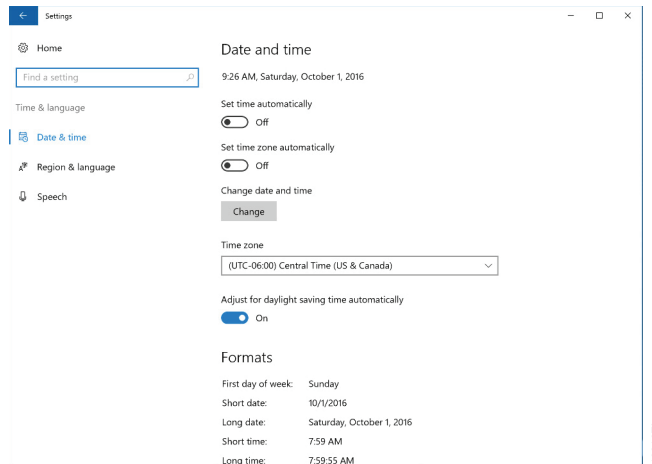 Settings
Home
Find a setting
Time & language
Date & time
Region & language
Speech
Date and time
9:26 AM, Saturday, October 1, 2016
Set time automatically
Off
Set time zone automatically
Off
Change date and time
Change
Time zone
(UTC-06:00) Central Time (US & Canada)
Adjust for daylight saving time automatically
On
Formats
First day of week: Sunday
Short date: 10/1/2016
Long date: Saturday, October 1, 2016
Short time: 7:59 AM
Long time: 7:59:55 AM